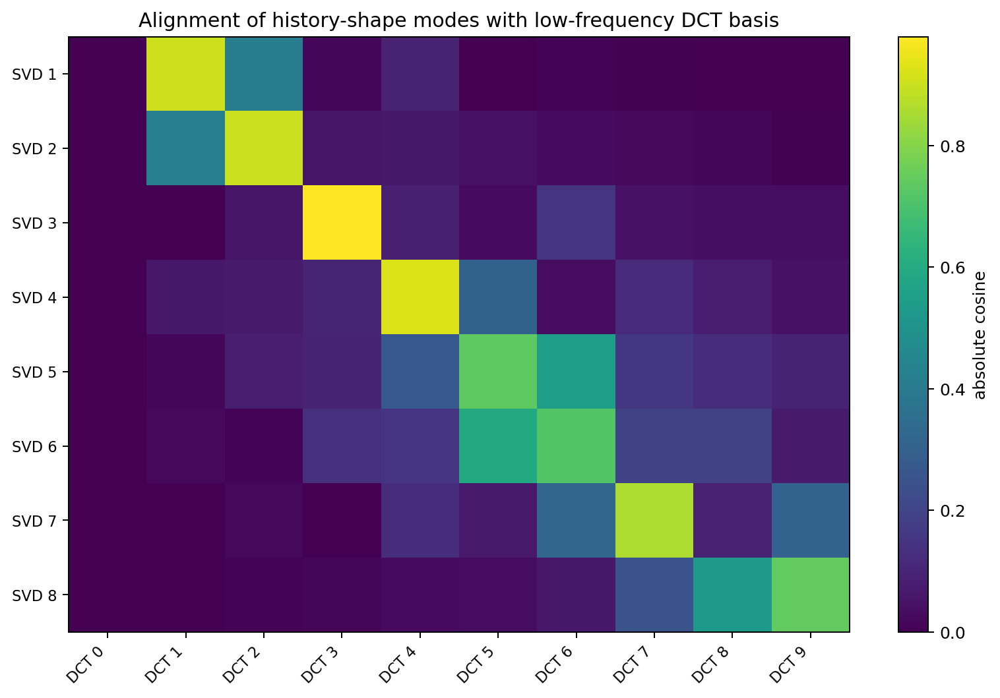 Alignment of history-shape modes with low-frequency DCT basis
SVD 1
SVD 2
SVD 3
SVD 4
SVD 5
SVD 6
SVD 7
SVD 8
DCT 0
DCT 1
DCT 2
DCT 3
DCT 4
DCT 5
DCT 6
DCT 7
DCT 8
DCT 9
0.8
0.6
0.4
0.2
0.0
absolute cosine